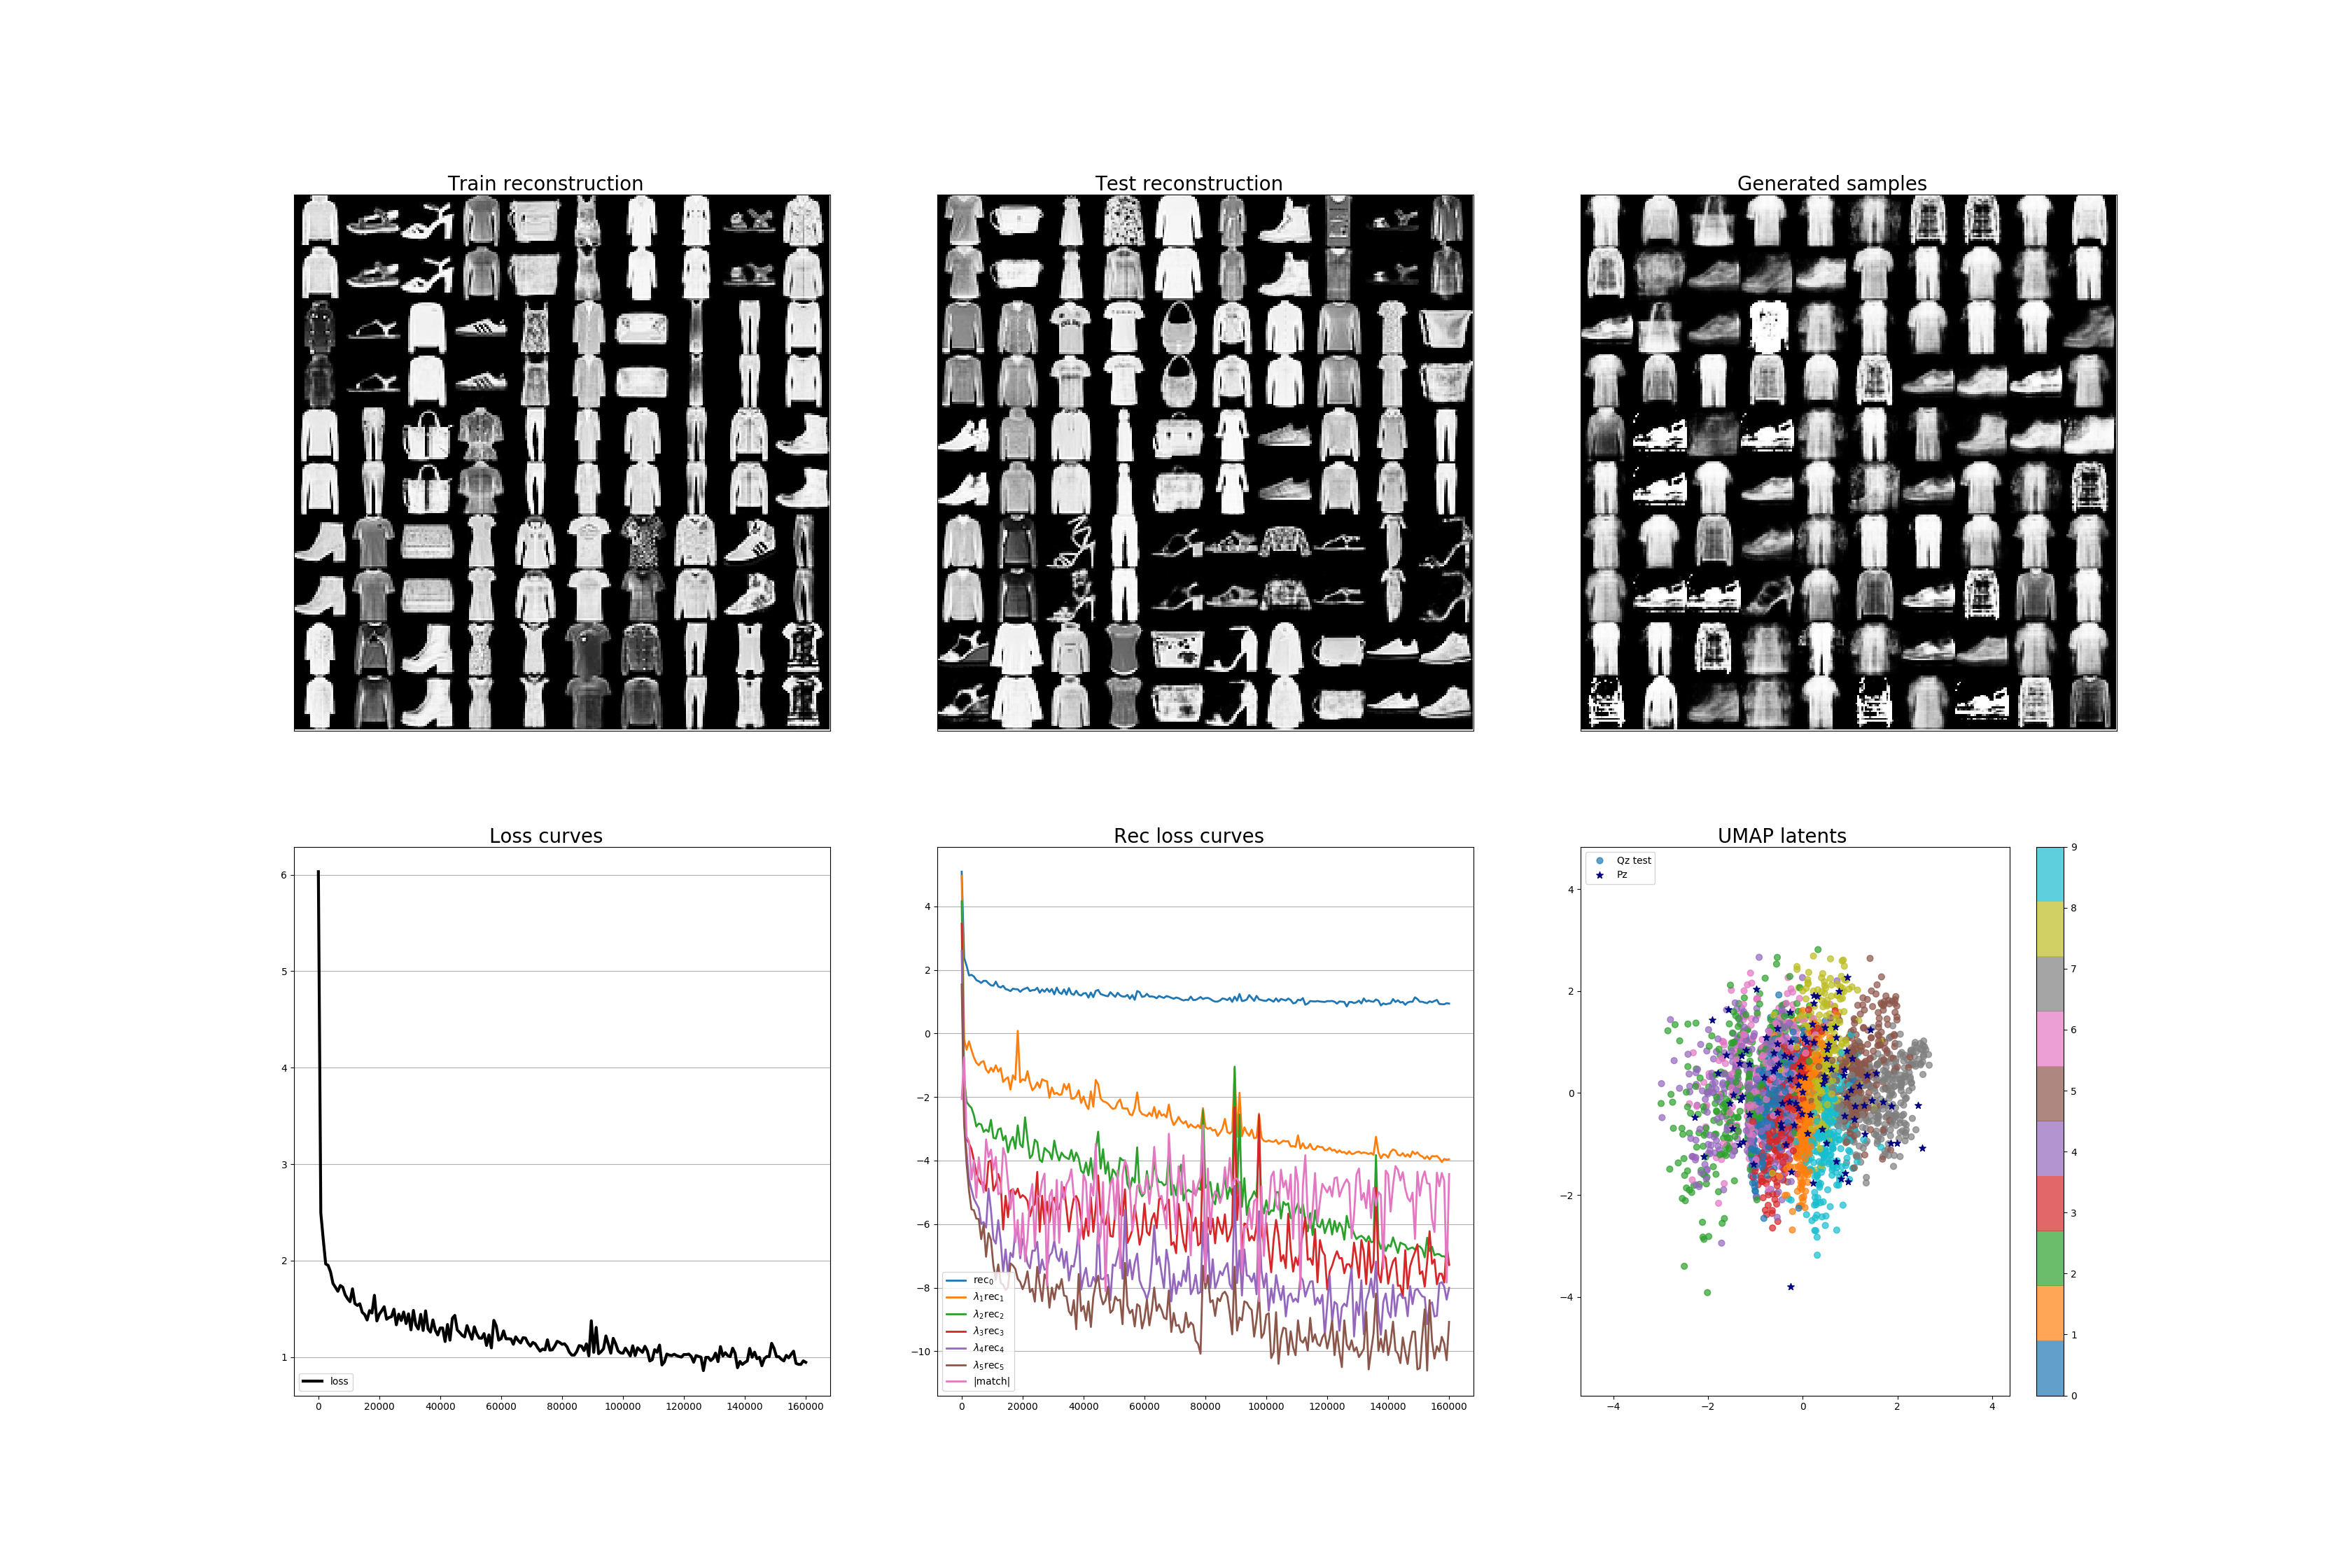 Train reconstruction
Test reconstruction
Generated samples
Loss curves
6
5
4
3
2
1
0 20000 40000 60000 80000 100000 120000 140000 160000
loss
Rec loss curves
4
2
0
−2
−4
−6
−8
−10
0 20000 40000 60000 80000 100000 120000 140000 160000
rec₀
λ₁rec₁
λ₂rec₂
λ₃rec₃
λ₄rec₄
λ₅rec₅
|match|
UMAP latents
Qz test
Pz
4
2
0
−2
−4
−4 −2 0 2 4
9
8
7
6
5
4
3
2
1
0